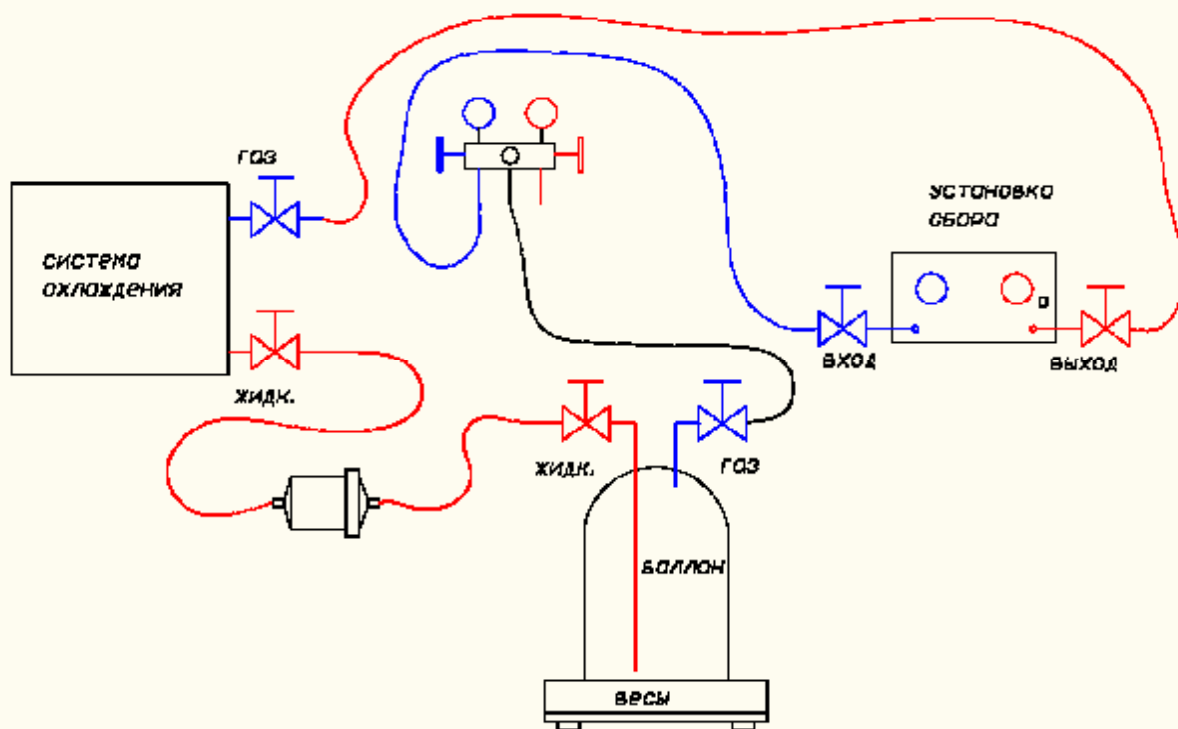 ГАЗ
УСТАНОВКА
СБОРА
СИСТЕМА
ОХЛАЖДЕНИЯ
ВХОД
ВЫХОД
ЖИДК.
ЖИДК.
ГАЗ
БАЛЛОН
ВЕСЫ